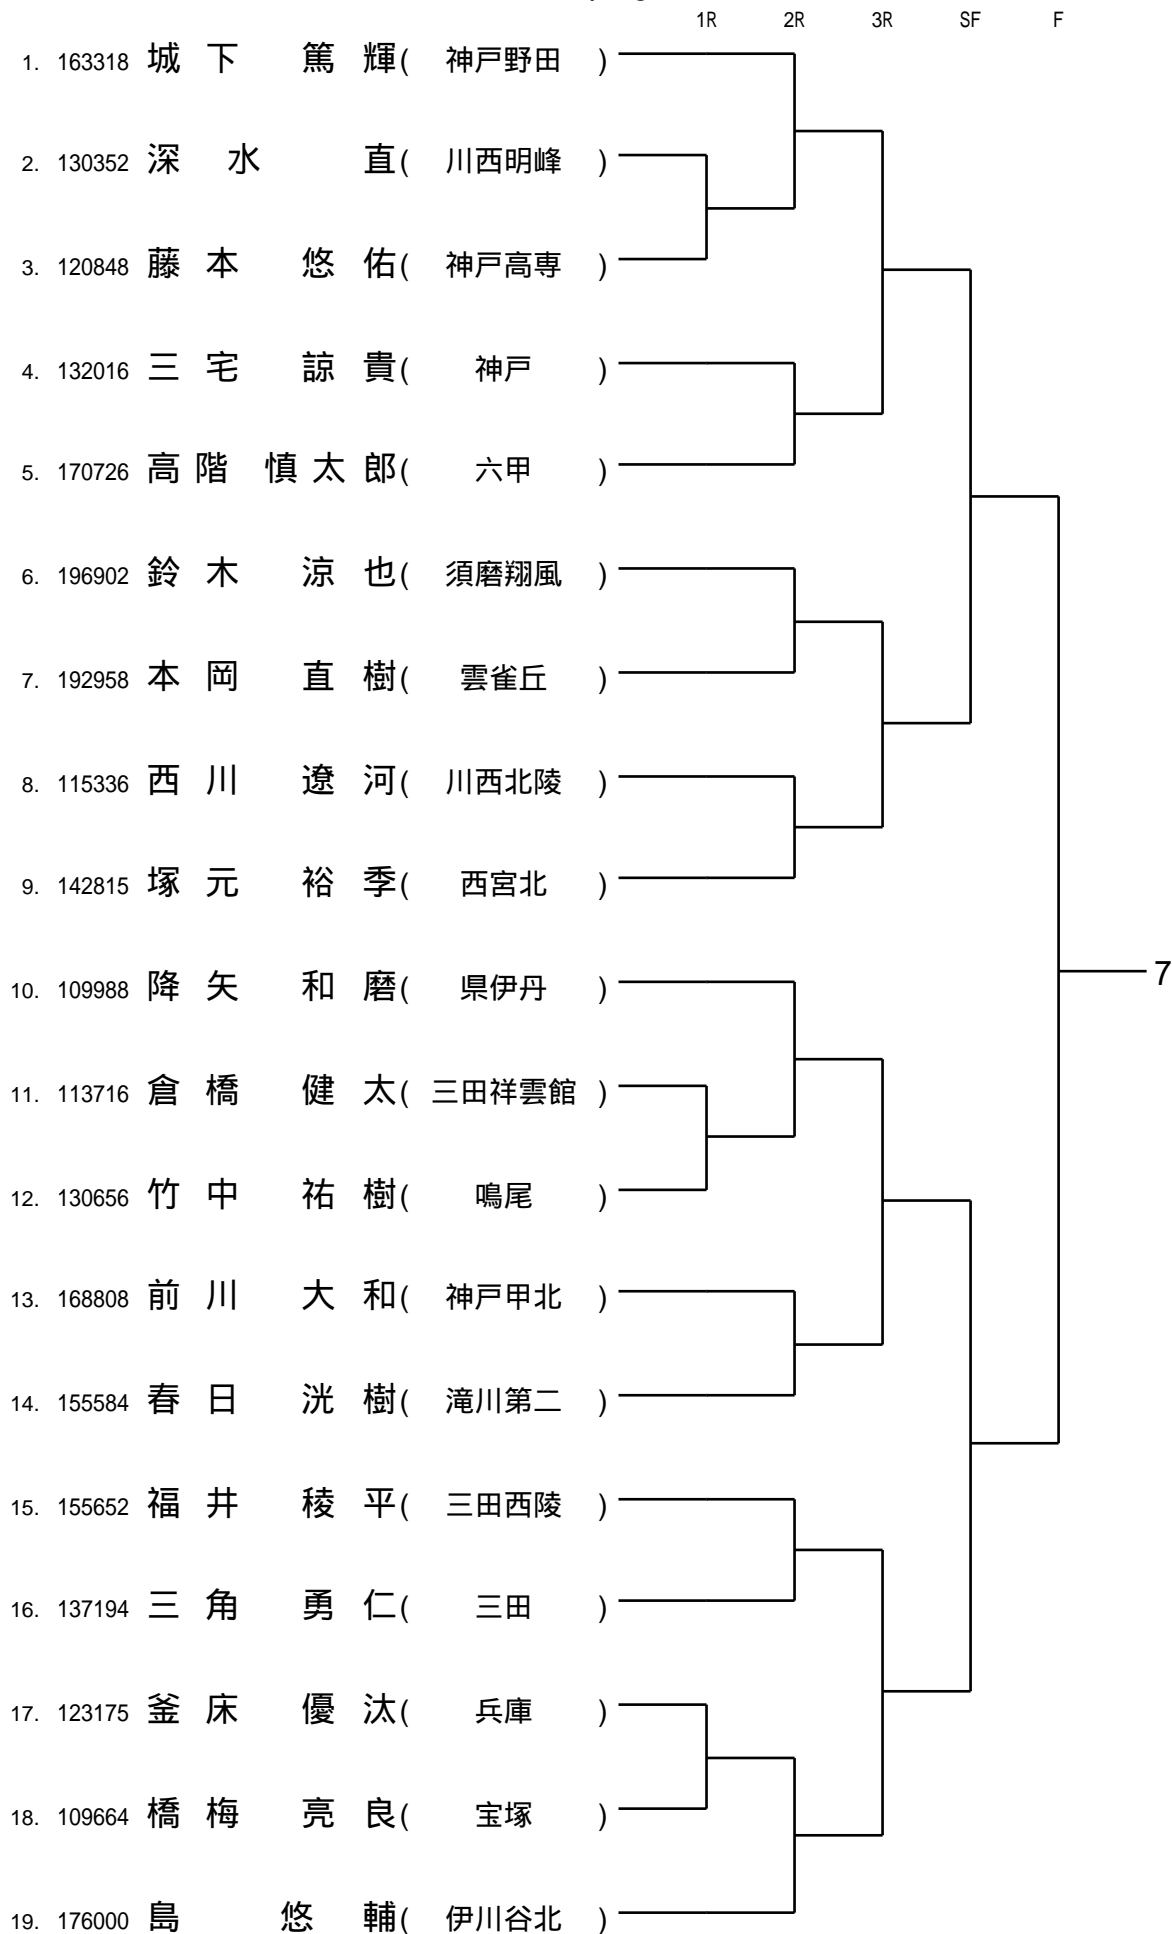 1R 2R 3R SF F
1. 163318 城下 篤輝( 神戸野田 )
2. 130352 深水 直( 川西明峰 )
3. 120848 藤本 悠佑( 神戸高専 )
4. 132016 三宅 諒貴( 神戸 )
5. 170726 高階 慎太郎( 六甲 )
6. 196902 鈴木 涼也( 須磨翔風 )
7. 192958 本岡 直樹( 雲雀丘 )
8. 115336 西川 遼河( 川西北陵 )
9. 142815 塚元 裕季( 西宮北 )
7
10. 109988 降矢 和磨( 県伊丹 )
11. 113716 倉橋 健太( 三田祥雲館 )
12. 130656 竹中 祐樹( 鳴尾 )
13. 168808 前川 大和( 神戸甲北 )
14. 155584 春日 洸樹( 滝川第二 )
15. 155652 福井 稜平( 三田西陵 )
16. 137194 三角 勇仁( 三田 )
17. 123175 釜床 優汰( 兵庫 )
18. 109664 橋梅 亮良( 宝塚 )
19. 176000 島 悠輔( 伊川谷北 )